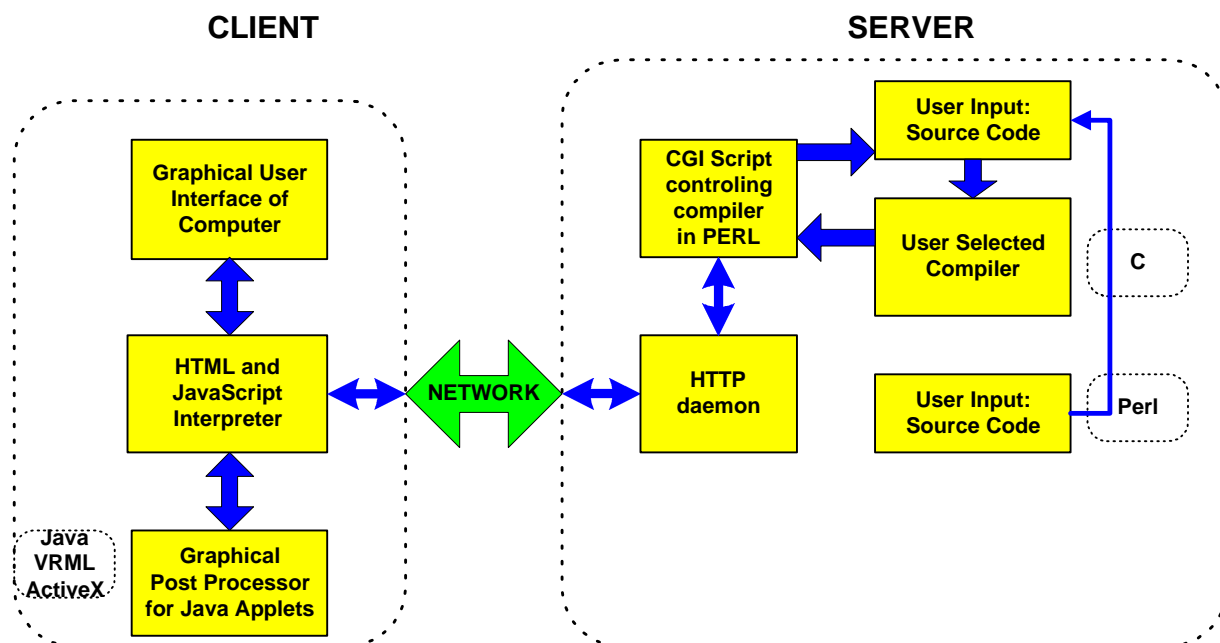 CLIENT
SERVER
Graphical User
Interface of
Computer
HTML and
JavaScript
Interpreter
Java
VRML
ActiveX
Graphical
Post Processor
for Java Applets
NETWORK
CGI Script
controling
compiler
in PERL
HTTP
daemon
User Input:
Source Code
User Selected
Compiler
C
User Input:
Source Code
Perl